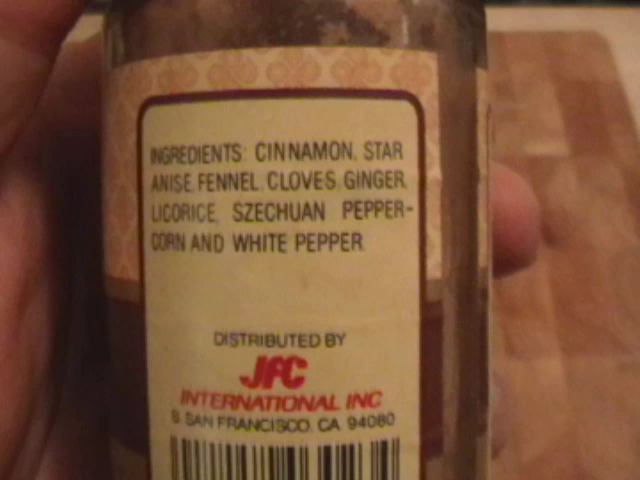 INGREDIENTS: CINNAMON, STAR
ANISE, FENNEL, CLOVES, GINGER,
LICORICE, SZECHUAN PEPPER-
CORN AND WHITE PEPPER.
DISTRIBUTED BY
JFC
INTERNATIONAL INC
S. SAN FRANCISCO, CA 94080